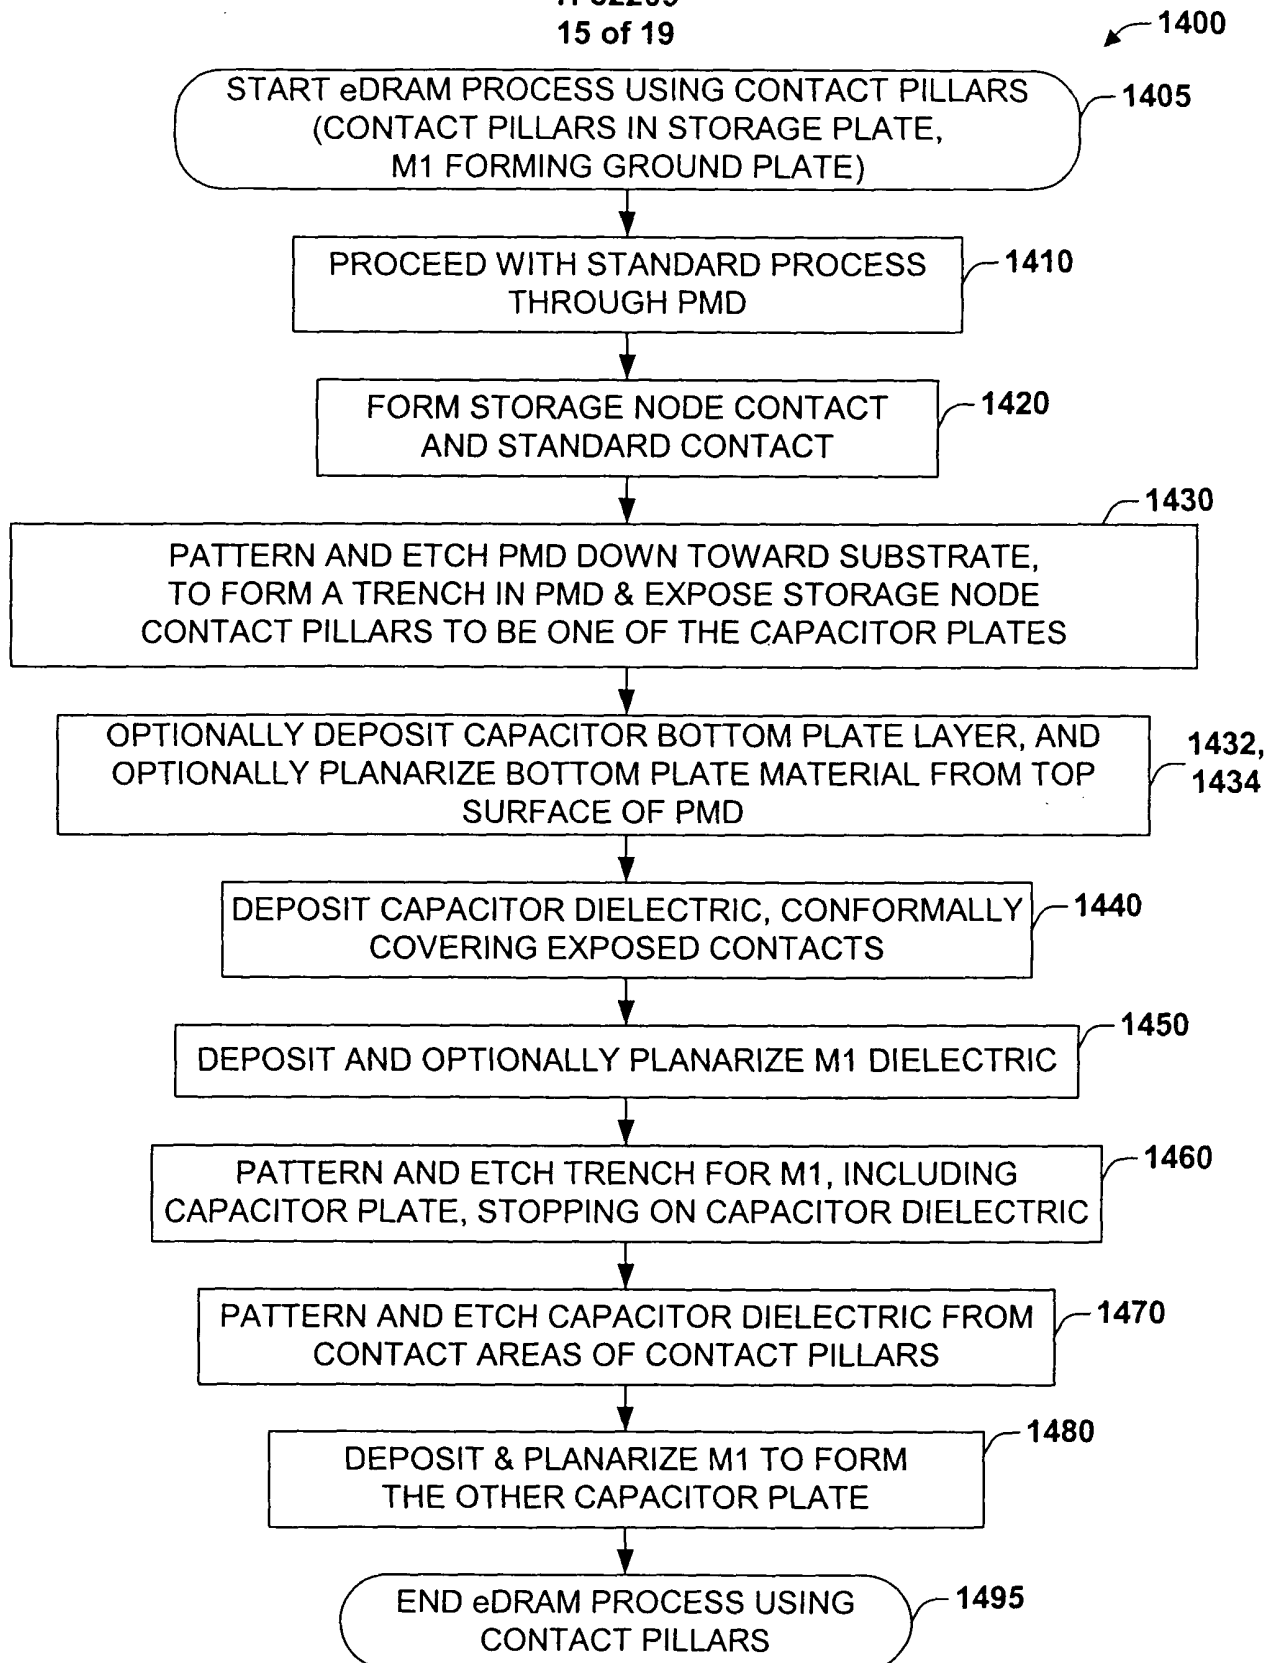 15 of 19
1400
START eDRAM PROCESS USING CONTACT PILLARS
(CONTACT PILLARS IN STORAGE PLATE,
M1 FORMING GROUND PLATE)
1405
PROCEED WITH STANDARD PROCESS
THROUGH PMD
1410
FORM STORAGE NODE CONTACT
AND STANDARD CONTACT
1420
1430
PATTERN AND ETCH PMD DOWN TOWARD SUBSTRATE,
TO FORM A TRENCH IN PMD & EXPOSE STORAGE NODE
CONTACT PILLARS TO BE ONE OF THE CAPACITOR PLATES
OPTIONALLY DEPOSIT CAPACITOR BOTTOM PLATE LAYER, AND
OPTIONALLY PLANARIZE BOTTOM PLATE MATERIAL FROM TOP
SURFACE OF PMD
1432,
1434
DEPOSIT CAPACITOR DIELECTRIC, CONFORMALLY
COVERING EXPOSED CONTACTS
1440
1450
DEPOSIT AND OPTIONALLY PLANARIZE M1 DIELECTRIC
PATTERN AND ETCH TRENCH FOR M1, INCLUDING
CAPACITOR PLATE, STOPPING ON CAPACITOR DIELECTRIC
1460
PATTERN AND ETCH CAPACITOR DIELECTRIC FROM
CONTACT AREAS OF CONTACT PILLARS
1470
1480
DEPOSIT & PLANARIZE M1 TO FORM
THE OTHER CAPACITOR PLATE
END eDRAM PROCESS USING
CONTACT PILLARS
1495